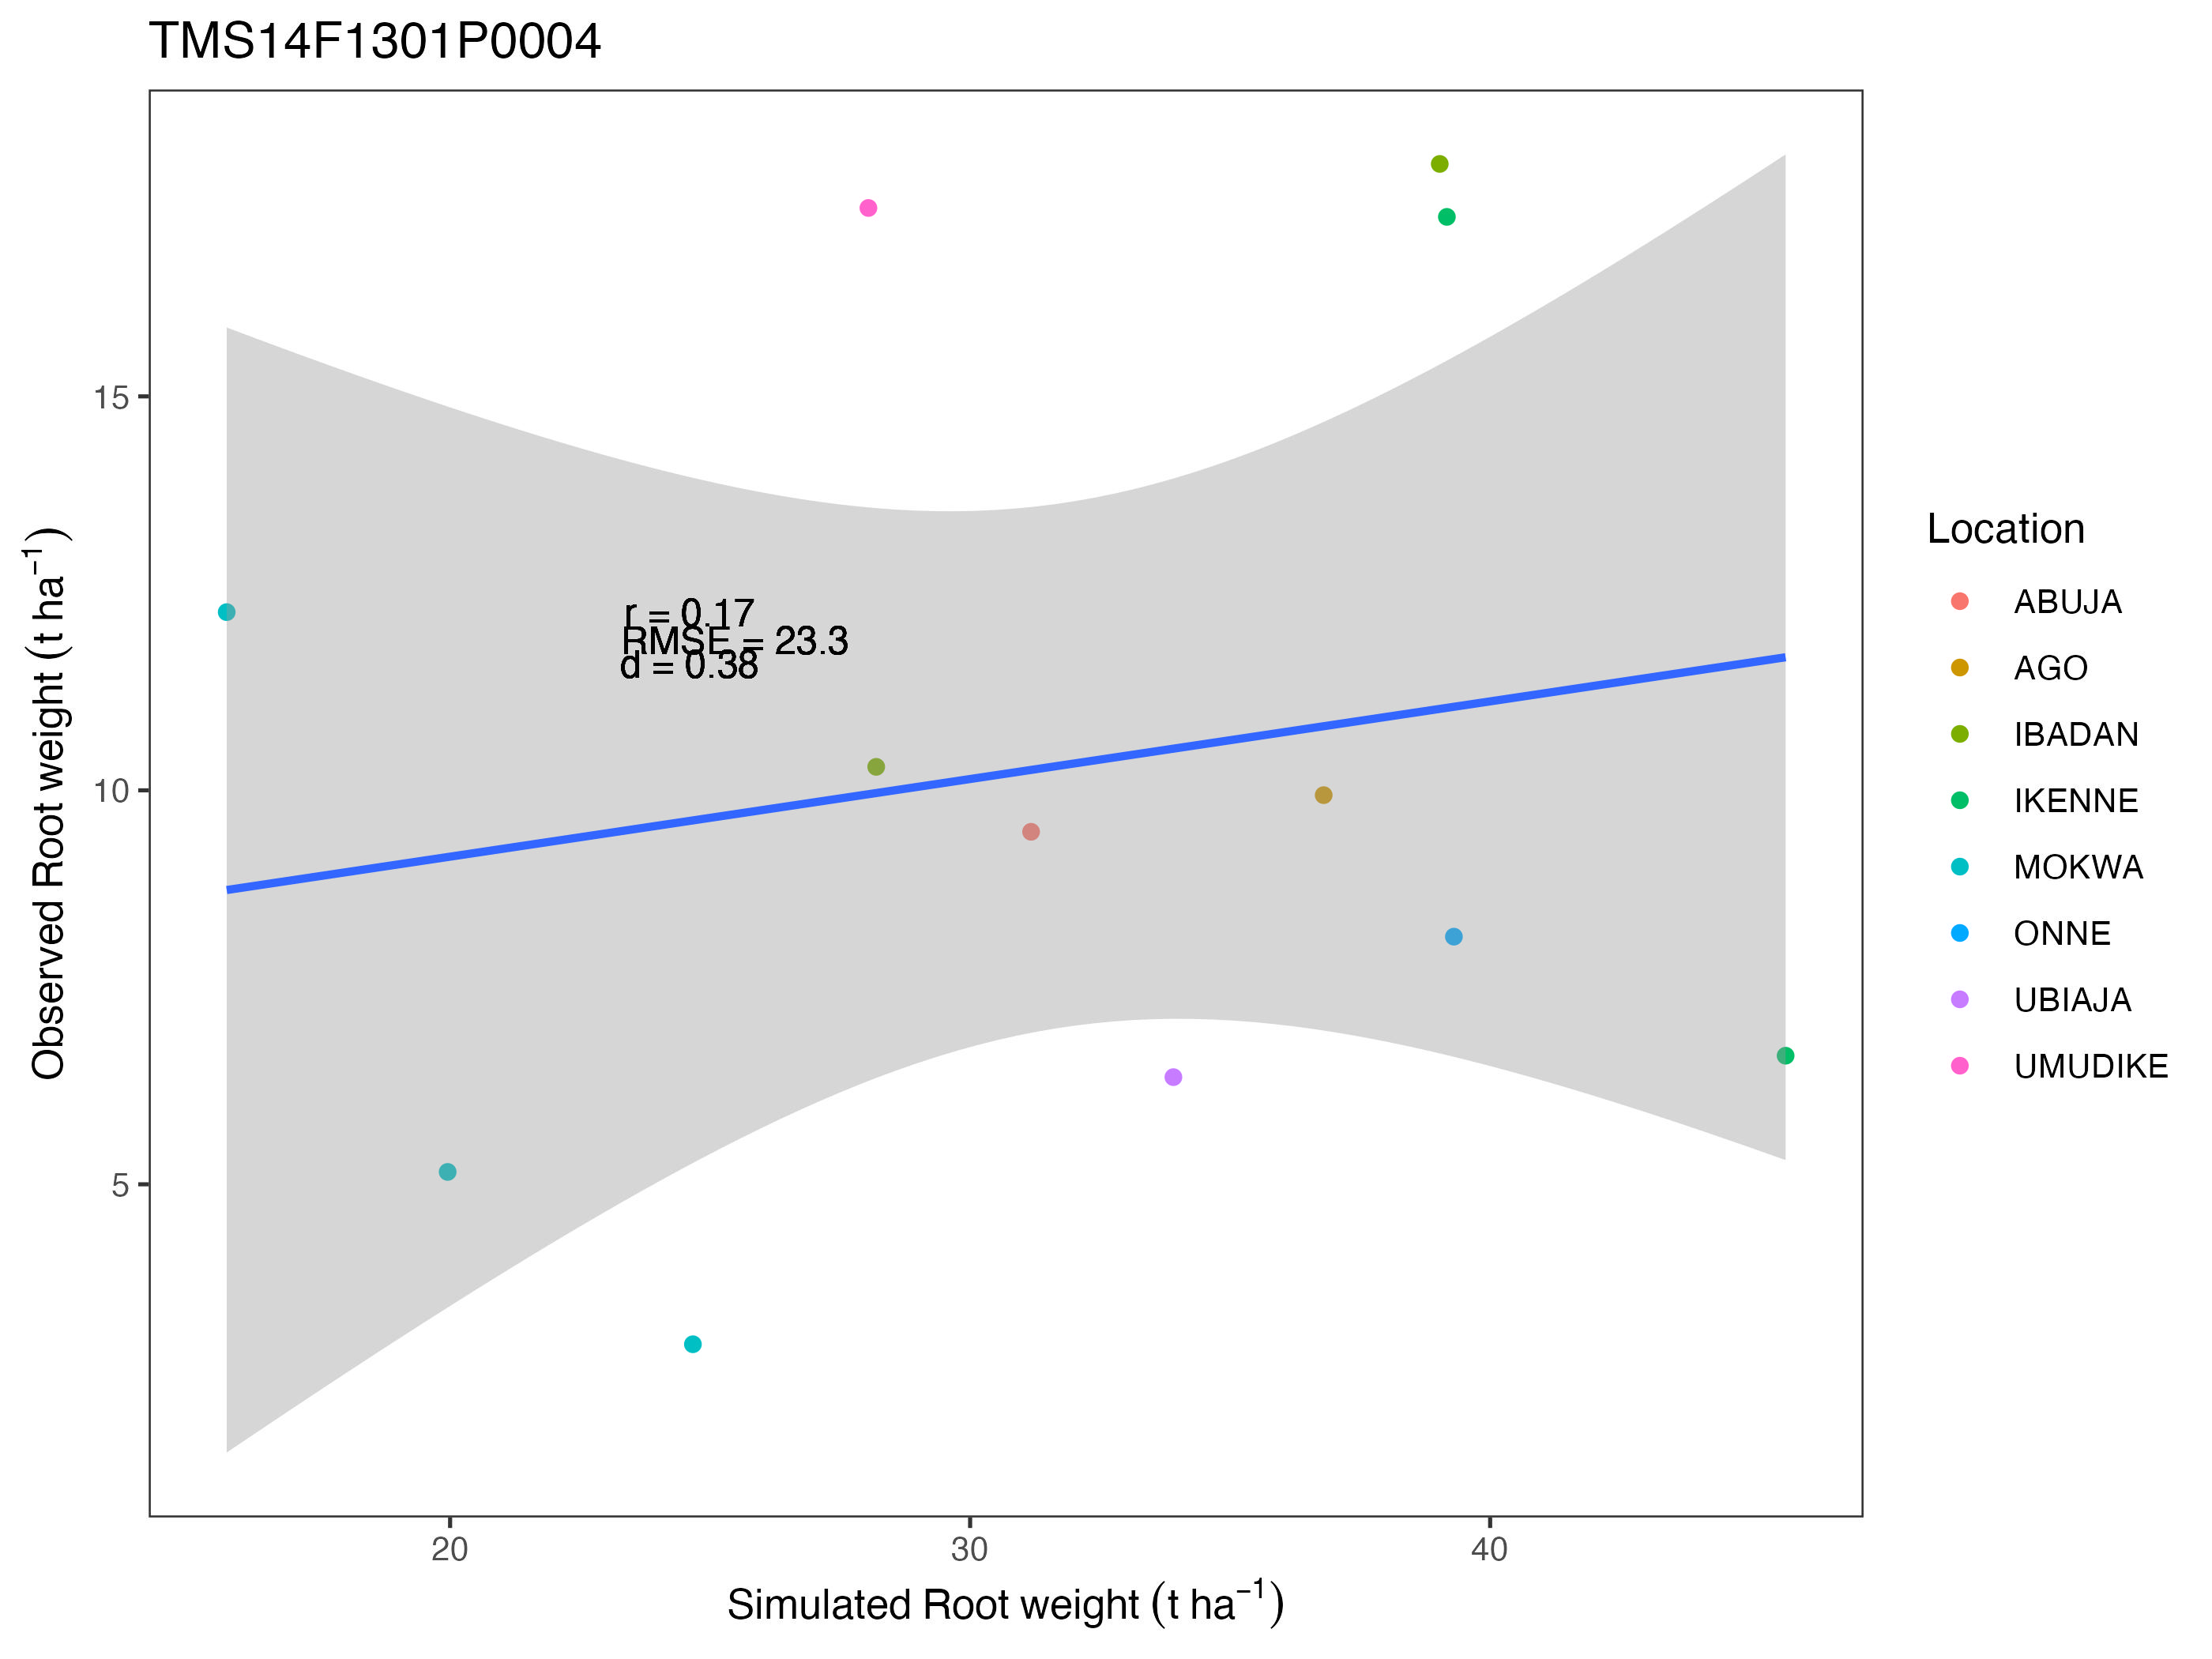 TMS14F1301P0004
Observed Root weight (t ha⁻¹)
15
10
5
r = 0.17
RMSE = 23.3
d = 0.38
20 30 40
Simulated Root weight (t ha⁻¹)
Location
ABUJA
AGO
IBADAN
IKENNE
MOKWA
ONNE
UBIAJA
UMUDIKE